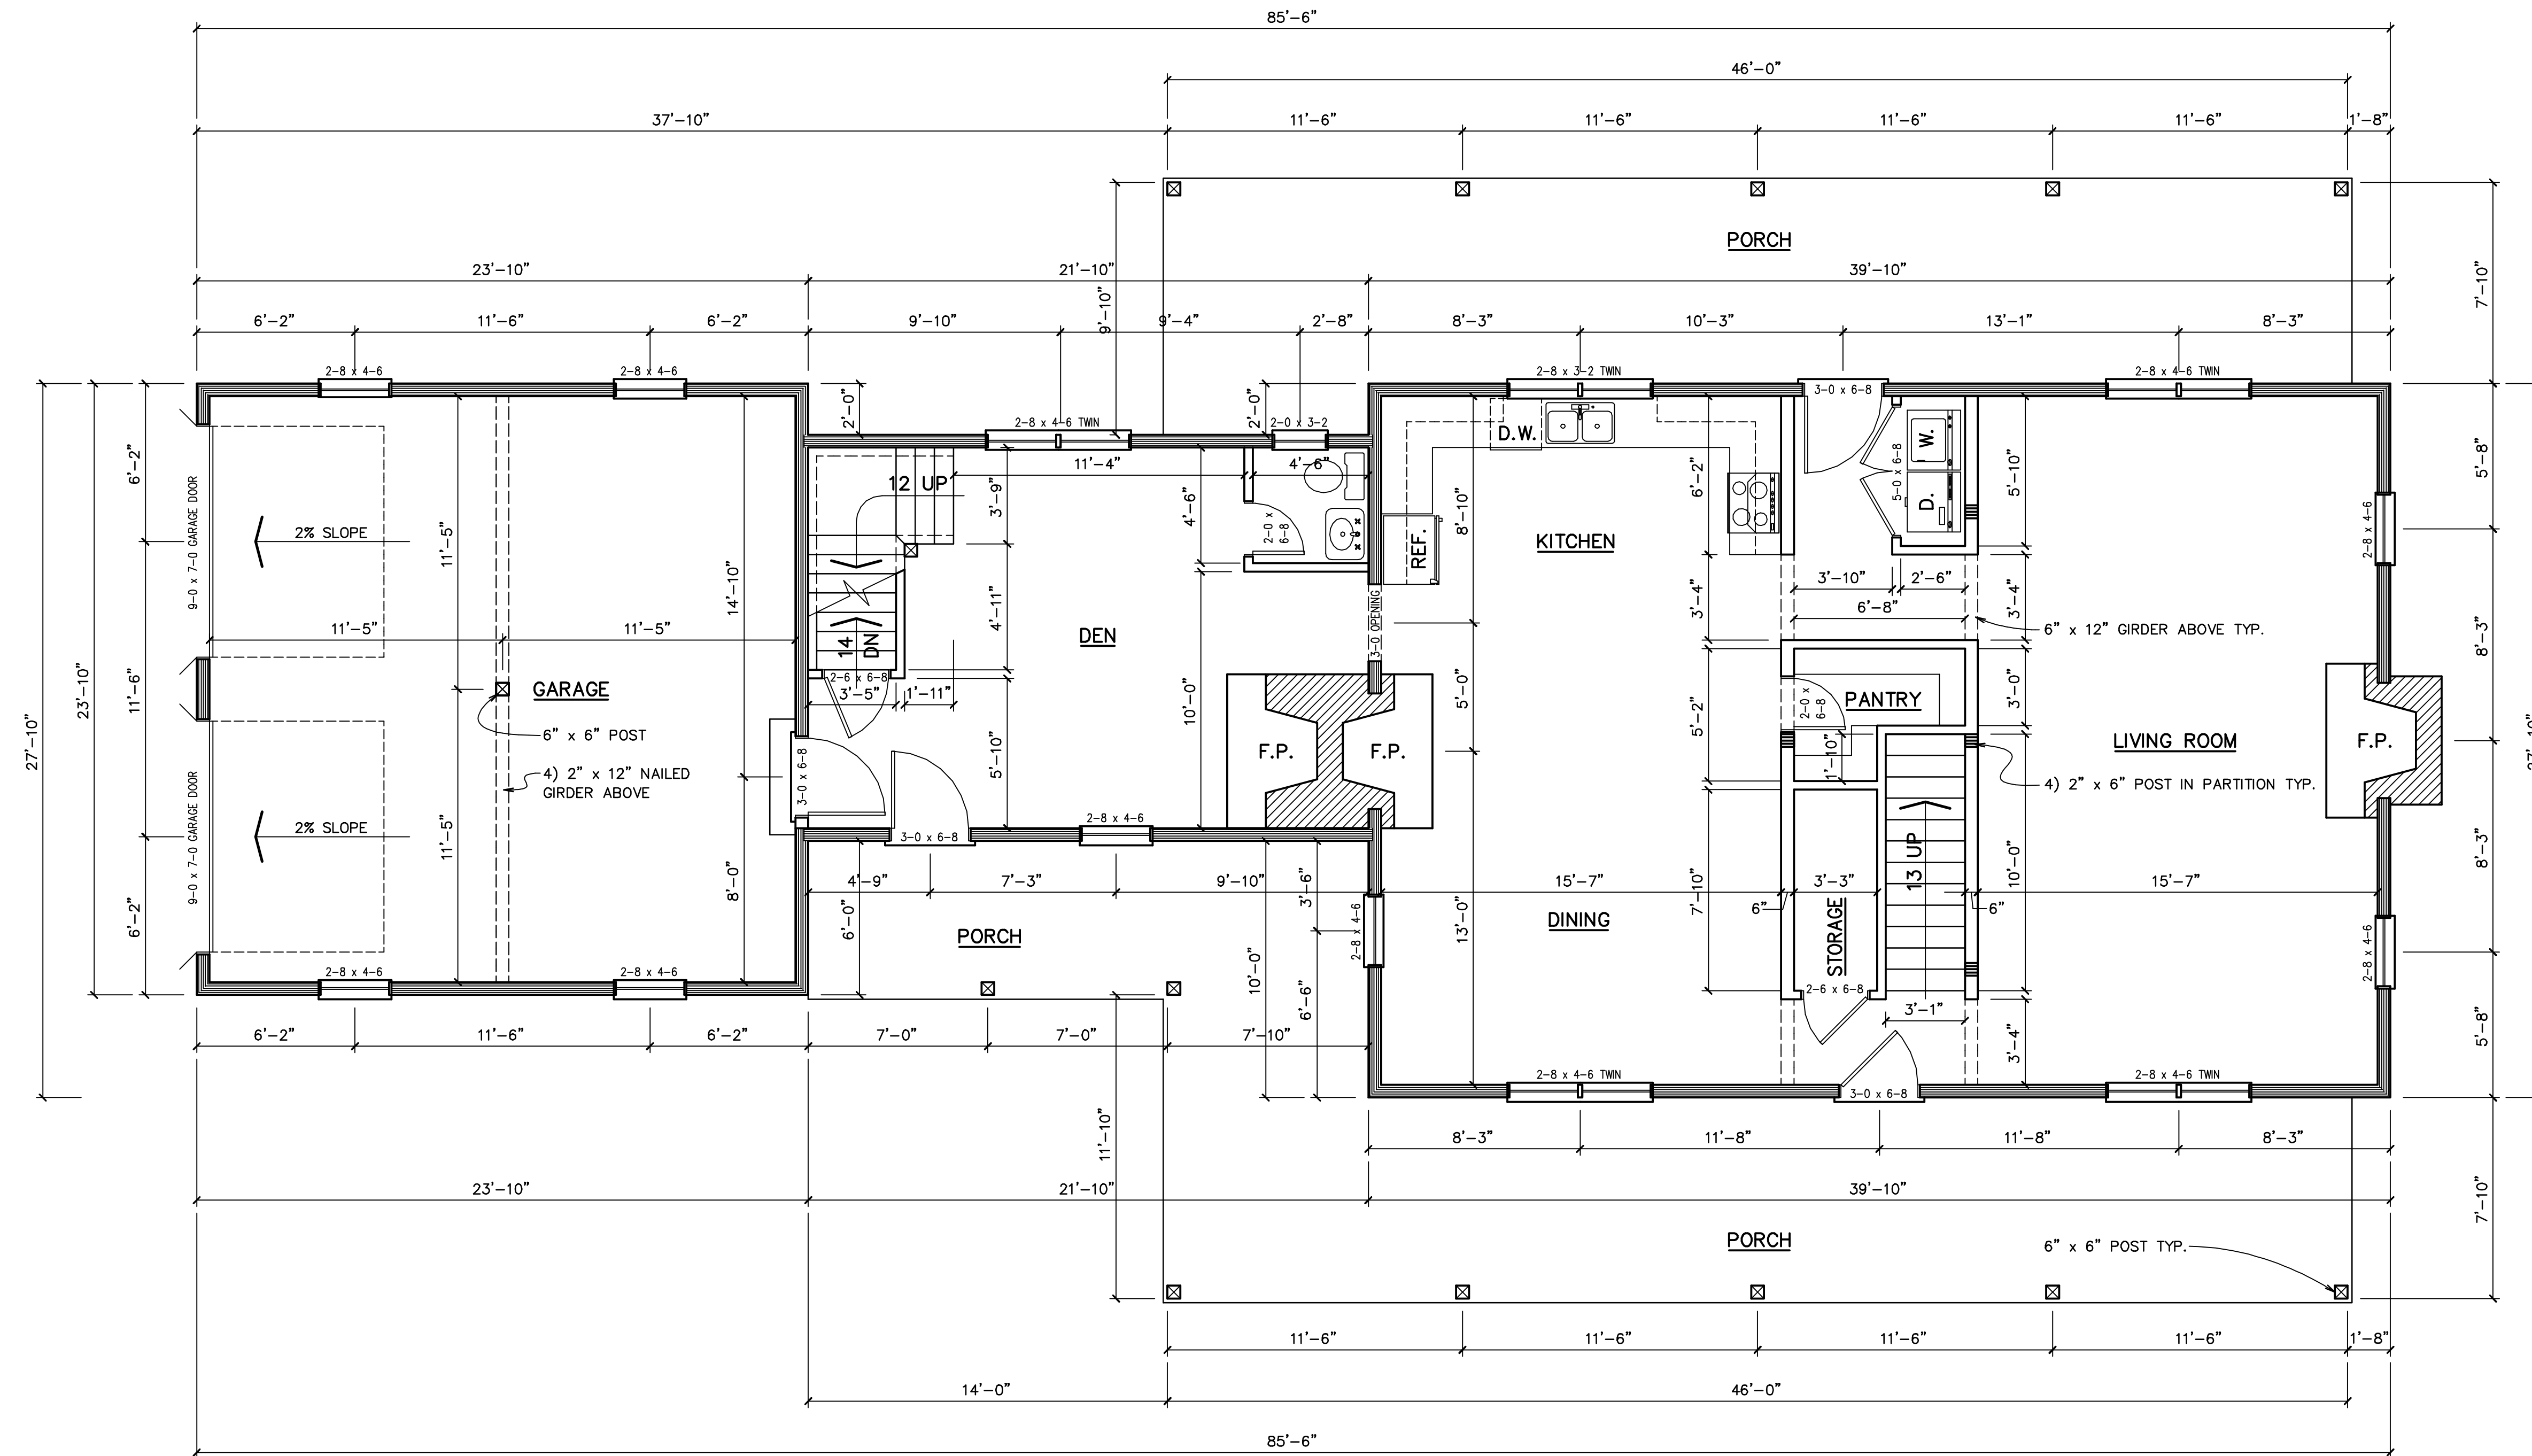 85'-6"
46'-0"
37'-10"
11'-6"
11'-6"
11'-6"
11'-6"
1'-8"
PORCH
23'-10"
21'-10"
39'-10"
9'-10"
7'-10"
6'-2"
11'-6"
6'-2"
9'-10"
9'-4"
2'-8"
8'-3"
10'-3"
13'-1"
8'-3"
2-8 x 4-6
2-8 x 4-6
2'-0"
2-8 x 4-6 TWIN
2'-0"
2-0 x 3-2
2-8 x 3-2 TWIN
3-0 x 6-8
2-8 x 4-6 TWIN
27'-10"
23'-10"
6'-2"
11'-6"
6'-2"
9-0 x 7-0 GARAGE DOOR
9-0 x 7-0 GARAGE DOOR
2% SLOPE
2% SLOPE
11'-5"
11'-5"
11'-5"
11'-5"
14'-10"
8'-0"
GARAGE
6" x 6" POST
4) 2" x 12" NAILED
GIRDER ABOVE
3-0 x 6-8
12 UP
14
DN
2-6 x 6-8
3'-5"
1'-11"
3'-9"
4'-11"
5'-10"
11'-4"
4'-6"
4'-6"
10'-0"
2-0 x
6-8
DEN
F.P.
F.P.
3-0 OPENING
3-0 x 6-8
2-8 x 4-6
D.W.
REF.
KITCHEN
8'-10"
5'-0"
13'-0"
6'-2"
3'-4"
5'-2"
7'-10"
5-0 x 6-8
W.
D.
5'-10"
3'-4"
3'-0"
10'-0"
3'-4"
3'-10"
2'-6"
6'-8"
6" x 12" GIRDER ABOVE TYP.
2-0 x
6-8
PANTRY
1'-10"
LIVING ROOM
4) 2" x 6" POST IN PARTITION TYP.
F.P.
2-8 x 4-6
2-8 x 4-6
5'-8"
8'-3"
8'-3"
5'-8"
7'-10"
4'-9"
7'-3"
9'-10"
6'-0"
PORCH
3'-6"
10'-0"
6'-6"
2-8 x 4-6
15'-7"
6"
3'-3"
6"
15'-7"
DINING
STORAGE
13 UP
2-6 x 6-8
3'-1"
2-8 x 4-6
2-8 x 4-6
2-8 x 4-6 TWIN
3-0 x 6-8
2-8 x 4-6 TWIN
6'-2"
11'-6"
6'-2"
7'-0"
7'-0"
7'-10"
11'-10"
8'-3"
11'-8"
11'-8"
8'-3"
23'-10"
21'-10"
39'-10"
PORCH
6" x 6" POST TYP.
11'-6"
11'-6"
11'-6"
11'-6"
1'-8"
14'-0"
46'-0"
85'-6"